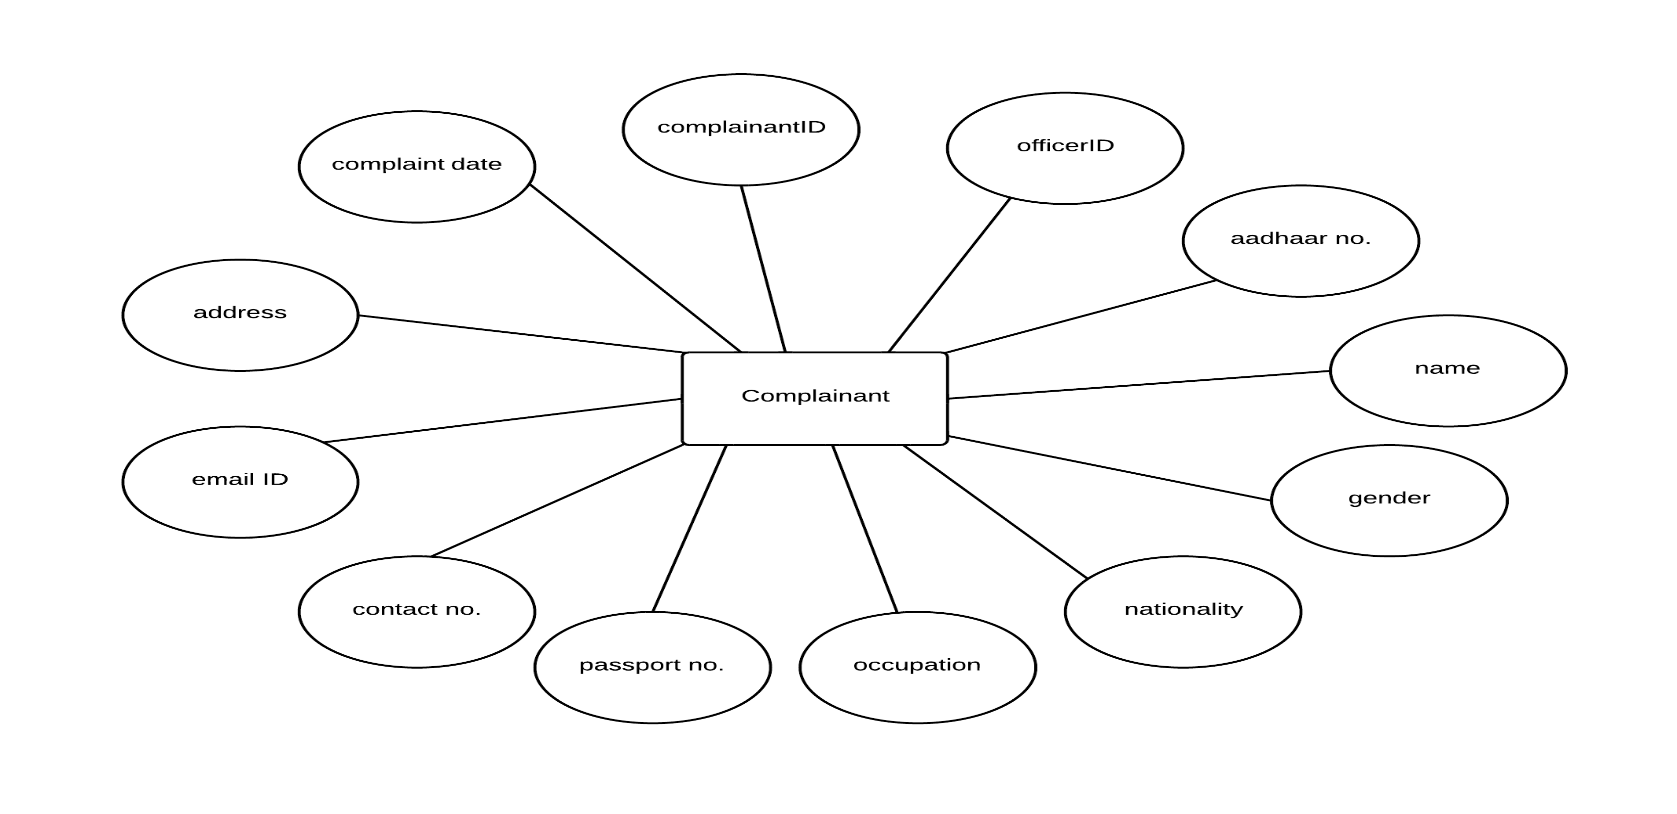 complainantID
officerID
complaint date
aadhaar no.
address
name
Complainant
email ID
gender
contact no.
nationality
passport no.
occupation